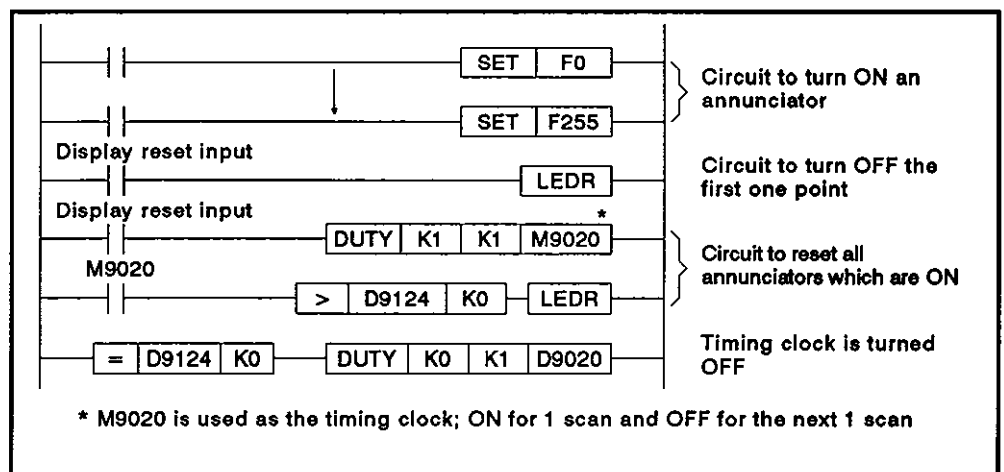 SET F0
Circuit to turn ON an
annunciator
SET F255
Display reset input
LEDR
Circuit to turn OFF the
first one point
Display reset input
*
DUTY K1 K1 M9020
M9020
Circuit to reset all
annunciators which are ON
> D9124 K0 LEDR
= D9124 K0 DUTY K0 K1 D9020
Timing clock is turned
OFF
* M9020 is used as the timing clock; ON for 1 scan and OFF for the next 1 scan